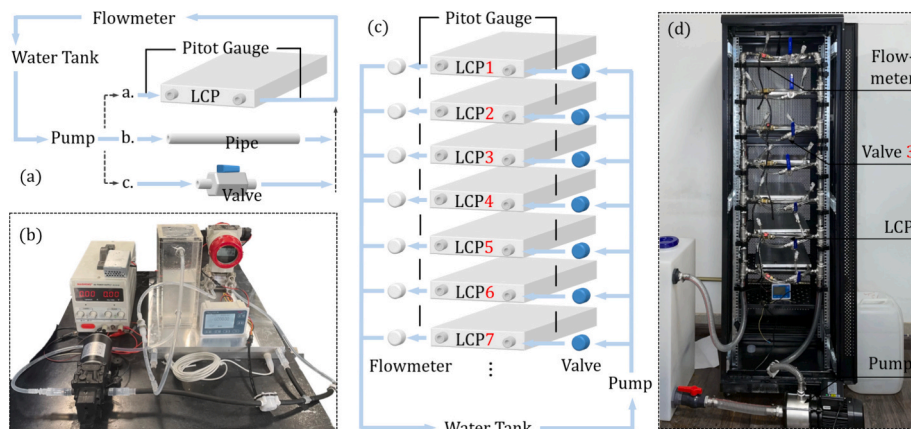 Flowmeter
Water Tank
Pitot Gauge
a.
LCP
Pump
b.
Pipe
c.
Valve
(a)
(b)
(c)
Pitot Gauge
LCP1
LCP2
LCP3
LCP4
LCP5
LCP6
LCP7
Flowmeter
⋮
Valve
Pump
Water Tank
(d)
Flow-
meter
Valve 3
LCP
Pump